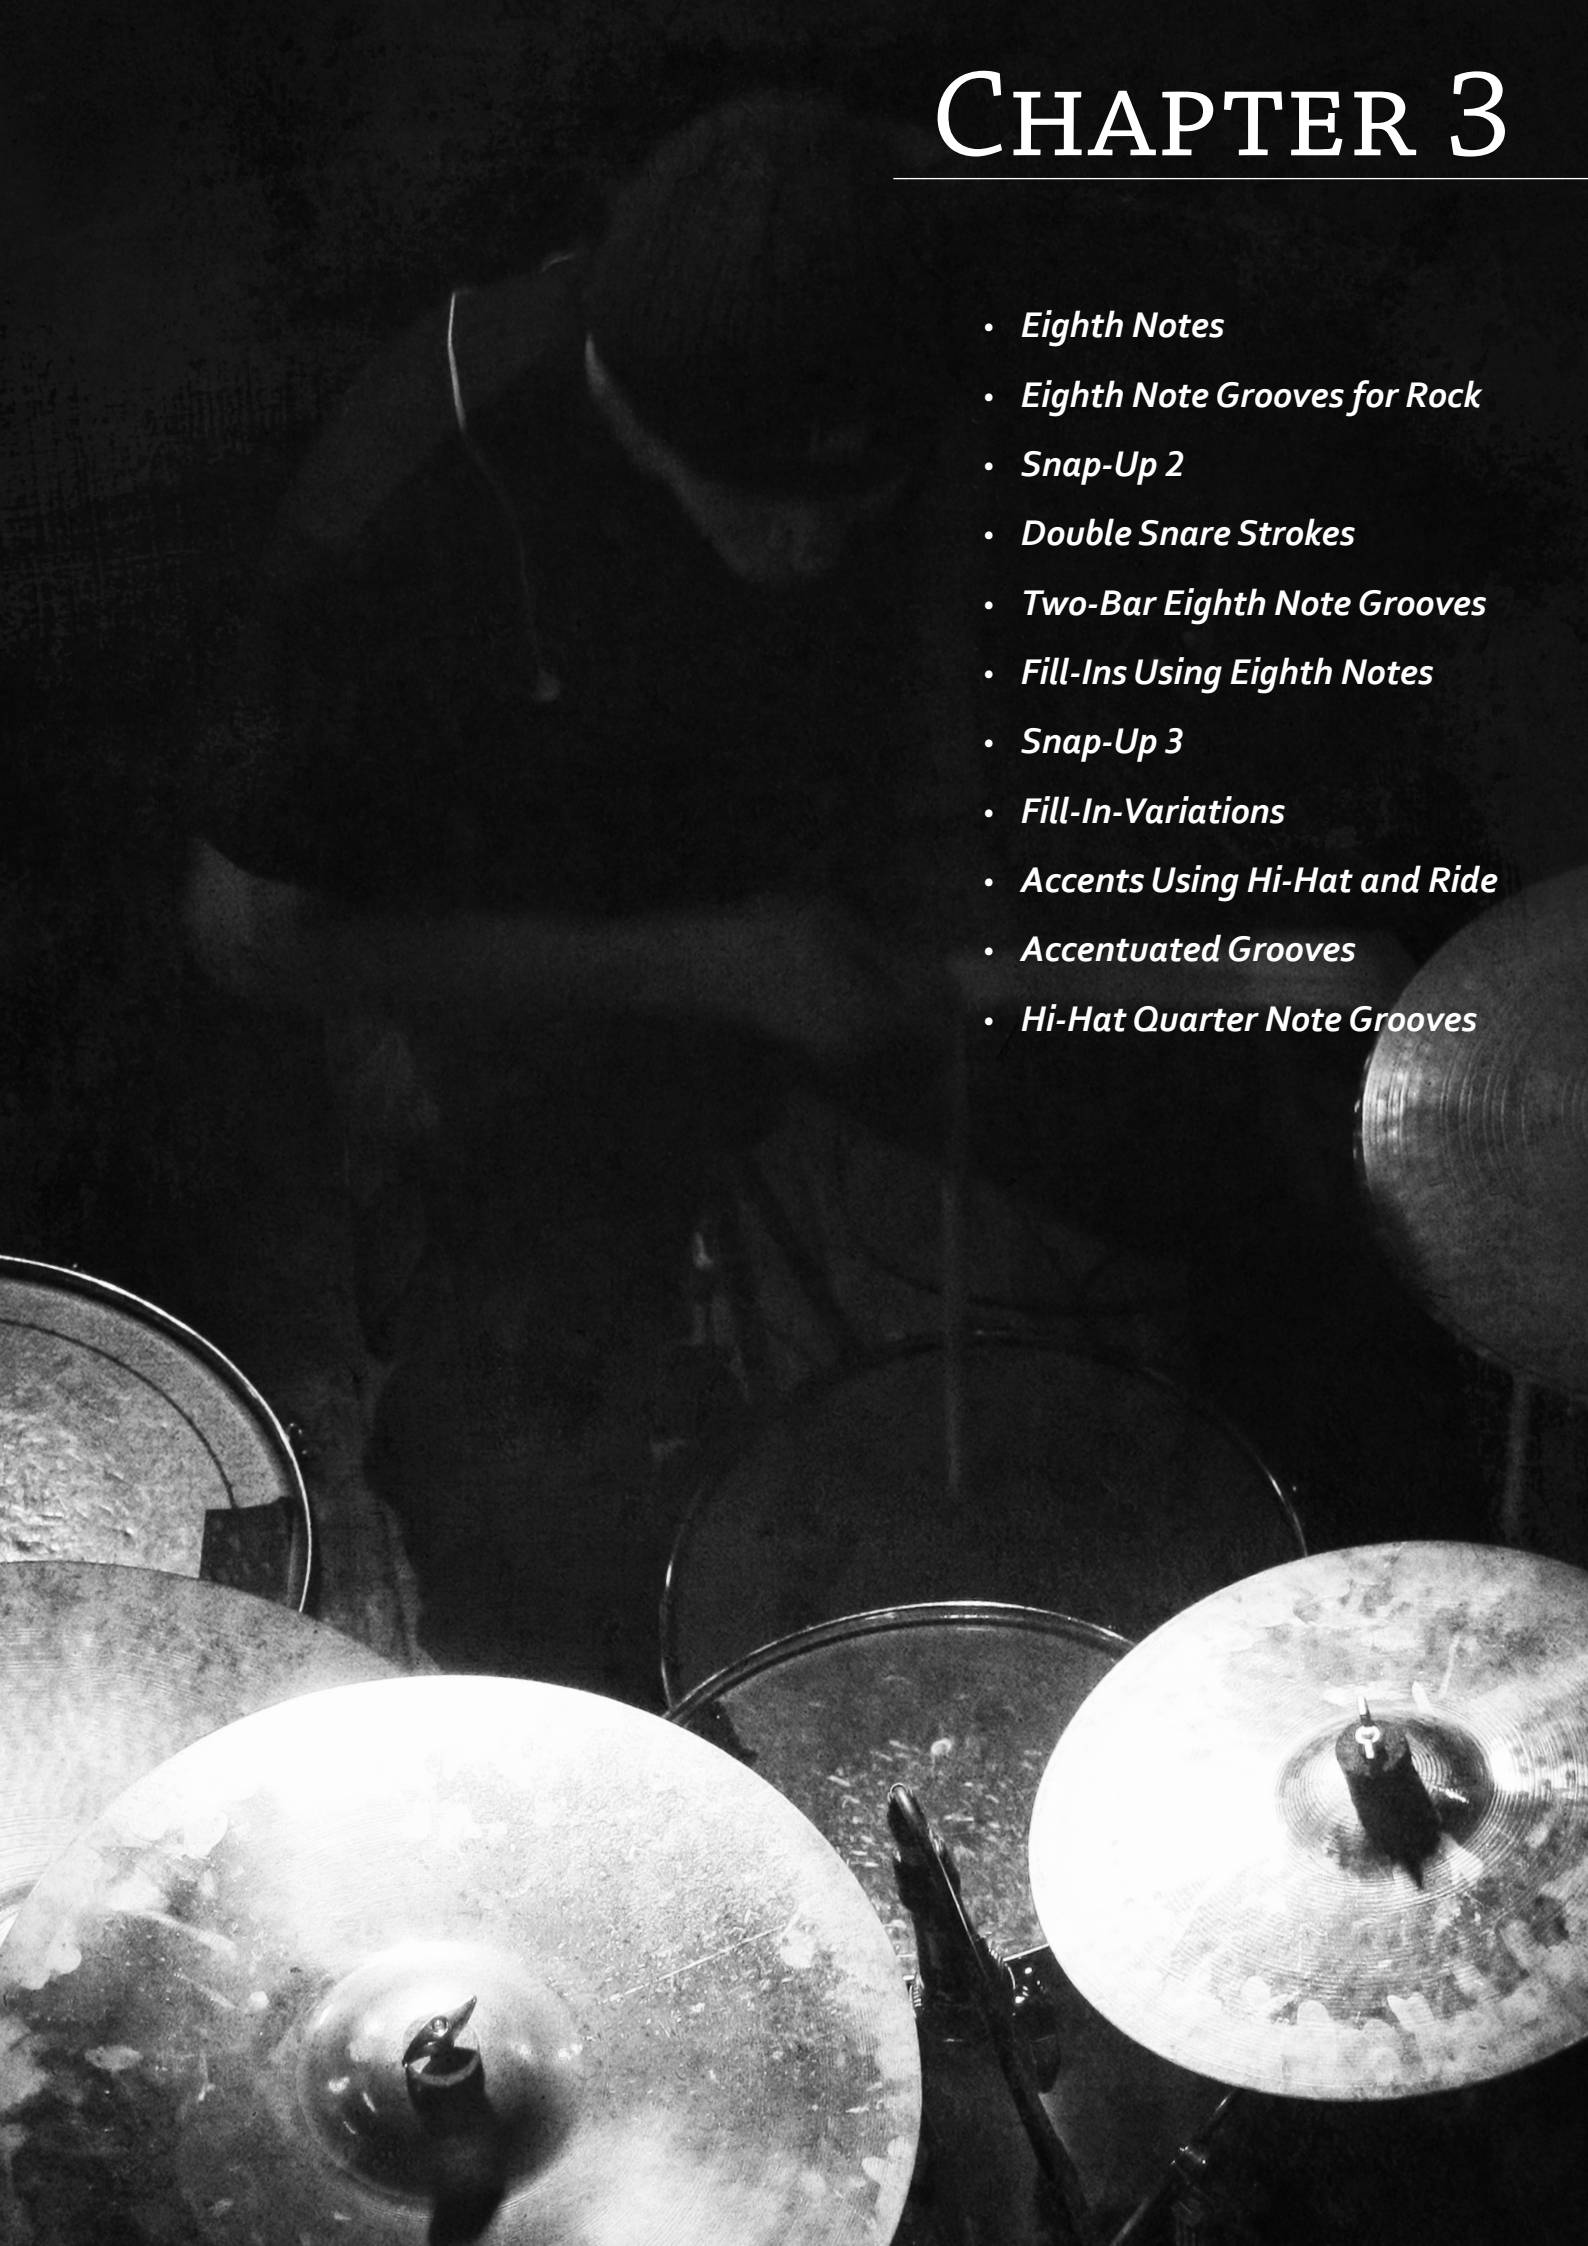 CHAPTER 3
• Eighth Notes
• Eighth Note Grooves for Rock
• Snap-Up 2
• Double Snare Strokes
• Two-Bar Eighth Note Grooves
• Fill-Ins Using Eighth Notes
• Snap-Up 3
• Fill-In-Variations
• Accents Using Hi-Hat and Ride
• Accentuated Grooves
• Hi-Hat Quarter Note Grooves